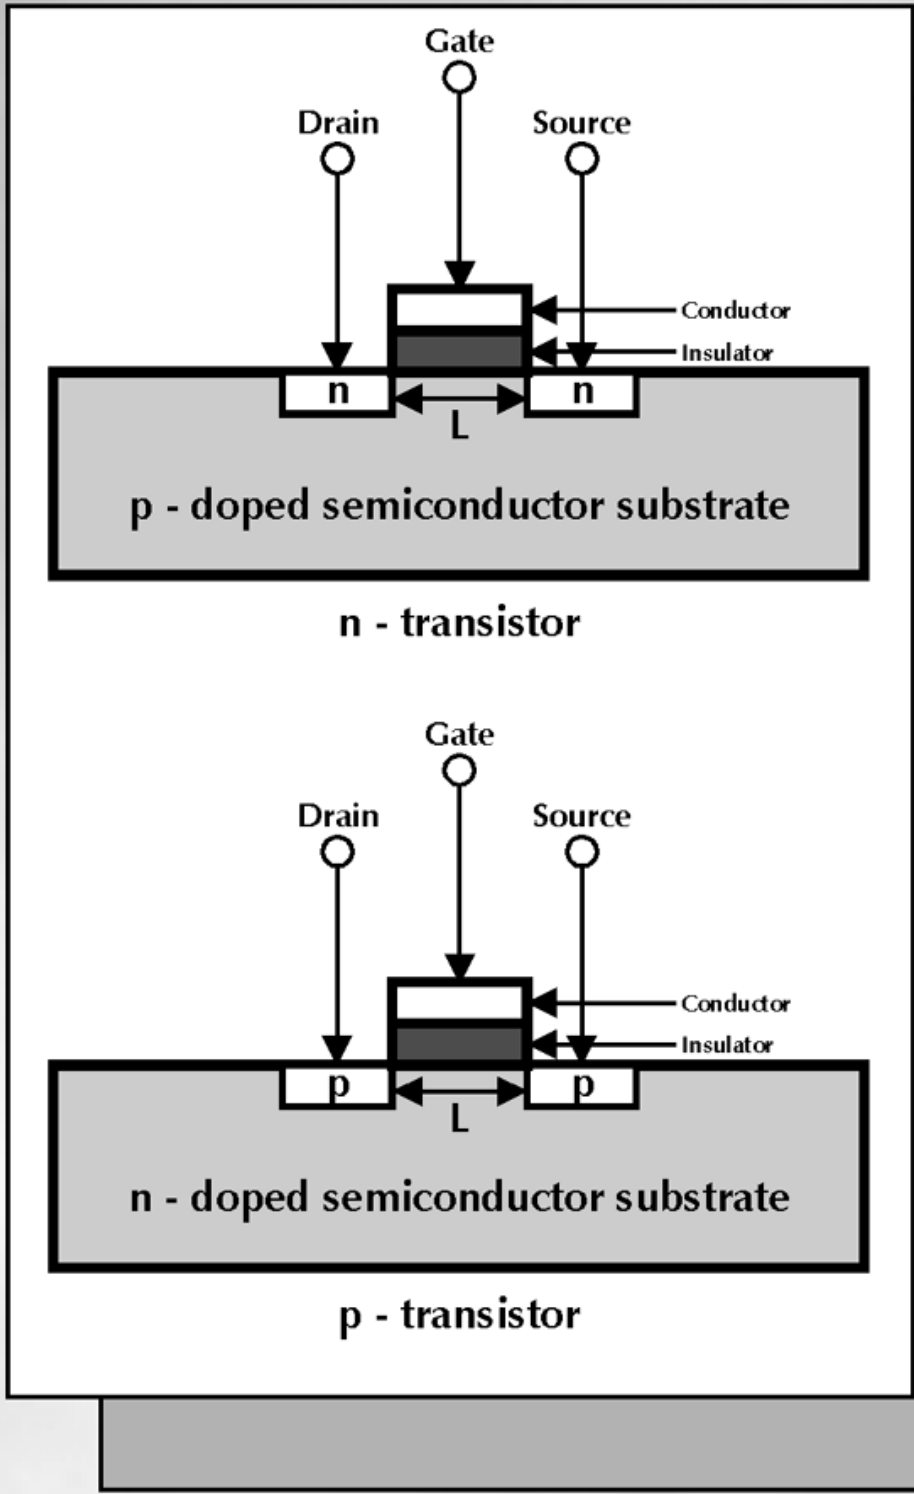 Gate
Drain Source
Conductor
Insulator
n n
L
p - doped semiconductor substrate
n - transistor
Gate
Drain Source
Conductor
Insulator
p p
L
n - doped semiconductor substrate
p - transistor